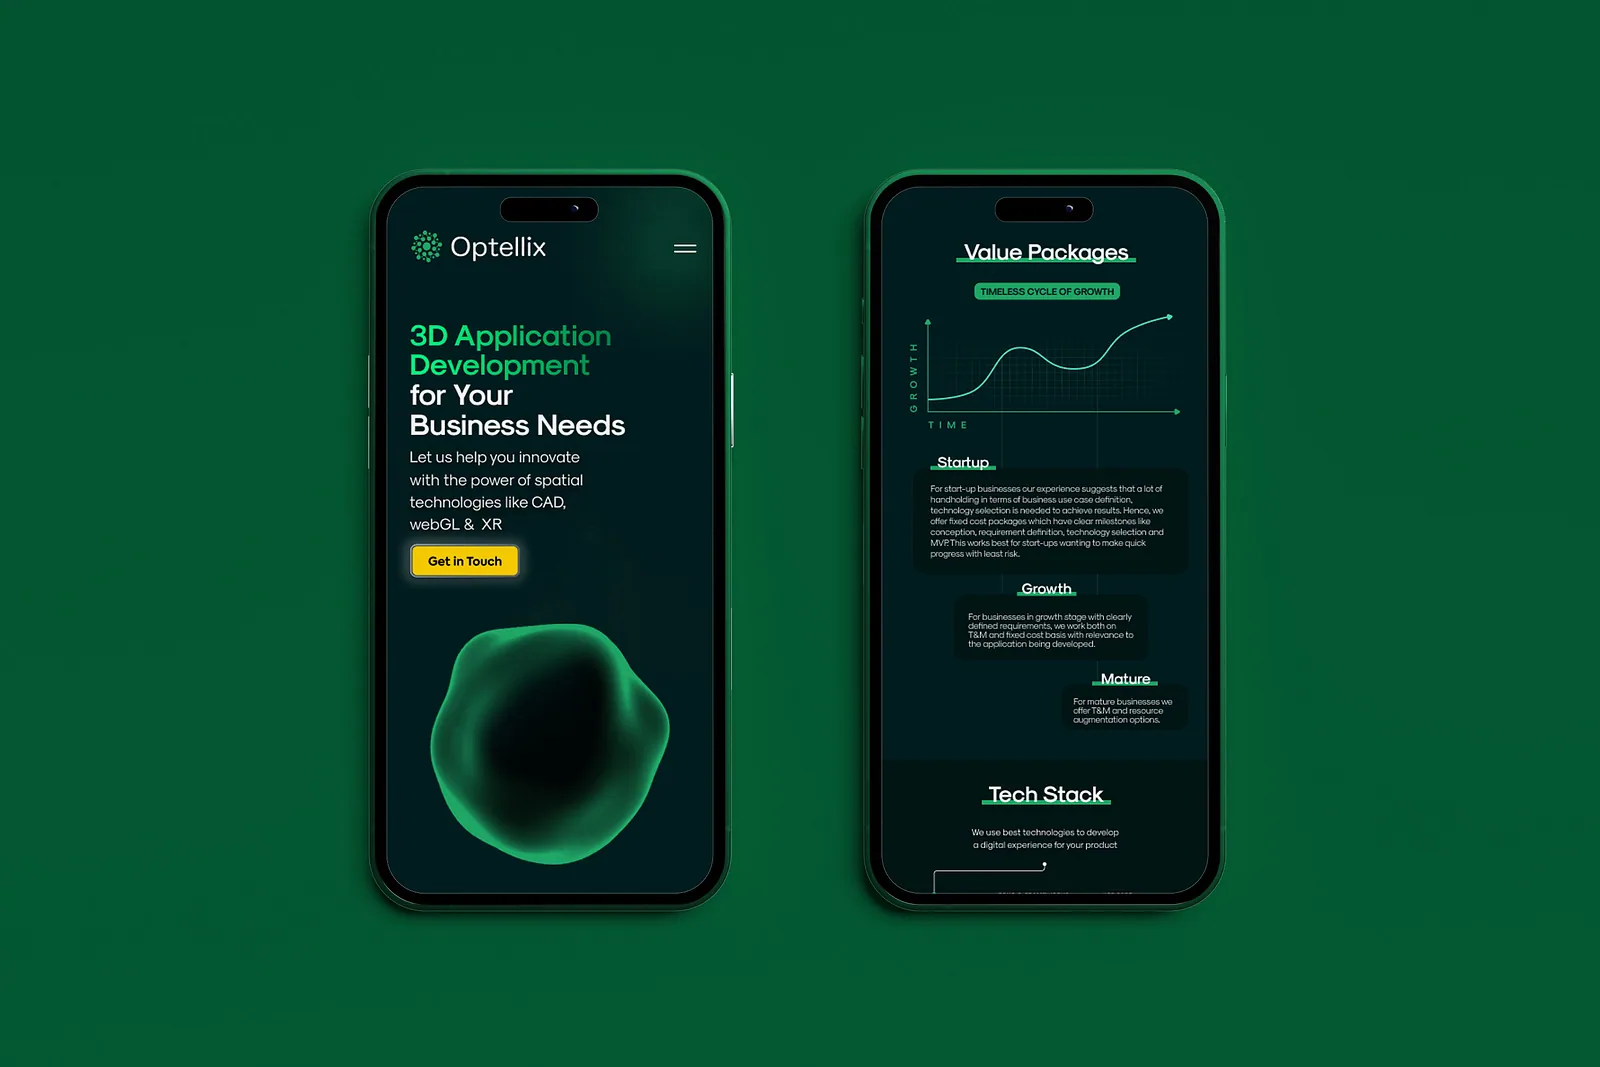 Optellix
3D Application
Development
for Your
Business Needs
Let us help you innovate
with the power of spatial
technologies like CAD,
webGL & XR
Get in Touch
Value Packages
TIMELESS CYCLE OF GROWTH
GROWTH
TIME
Startup
For start-up businesses our experience suggests that a lot of
handholding in terms of business use case definition,
technology selection is needed to achieve results. Hence, we
offer fixed cost packages which have clear milestones like
conception, requirement definition, technology selection and
MVP.This works best for start-ups wanting to make quick
progress with least risk.
Growth
For businesses in growth stage with clearly
defined requirements, we work both on
T&M and fixed cost basis with relevance to
the application being developed.
Mature
For mature businesses we
offer T&M and resource
augmentation options.
Tech Stack
We use best technologies to develop
a digital experience for your product